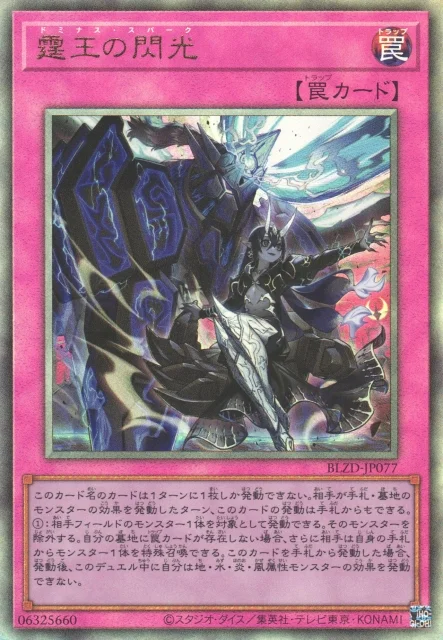 ドミナス・スパーク
霆王の閃光
トラップ
罠
トラップ
【罠カード】
BLZD-JP077
このカード名のカードは1ターンに1枚しか発動できない。相手が手札・墓地の
モンスターの効果を発動したターン、このカードの発動は手札からもできる。
①:相手フィールドのモンスター1体を対象として発動できる。そのモンスターを
除外する。自分の墓地に罠カードが存在しない場合、さらに相手は自身の手札
からモンスター1体を特殊召喚できる。このカードを手札から発動した場合、
発動後、このデュエル中に自分は地・水・炎・風属性モンスターの効果を発動
できない。
06325660
©スタジオ・ダイス/集英社・テレビ東京・KONAMI